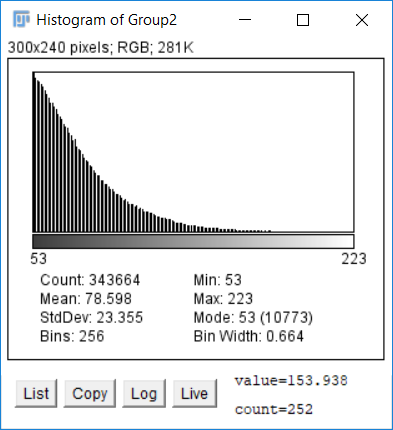 Histogram of Group2
300x240 pixels; RGB; 281K
53 223
Count: 343664 Min: 53
Mean: 78.598 Max: 223
StdDev: 23.355 Mode: 53 (10773)
Bins: 256 Bin Width: 0.664
List Copy Log Live value=153.938
count=252